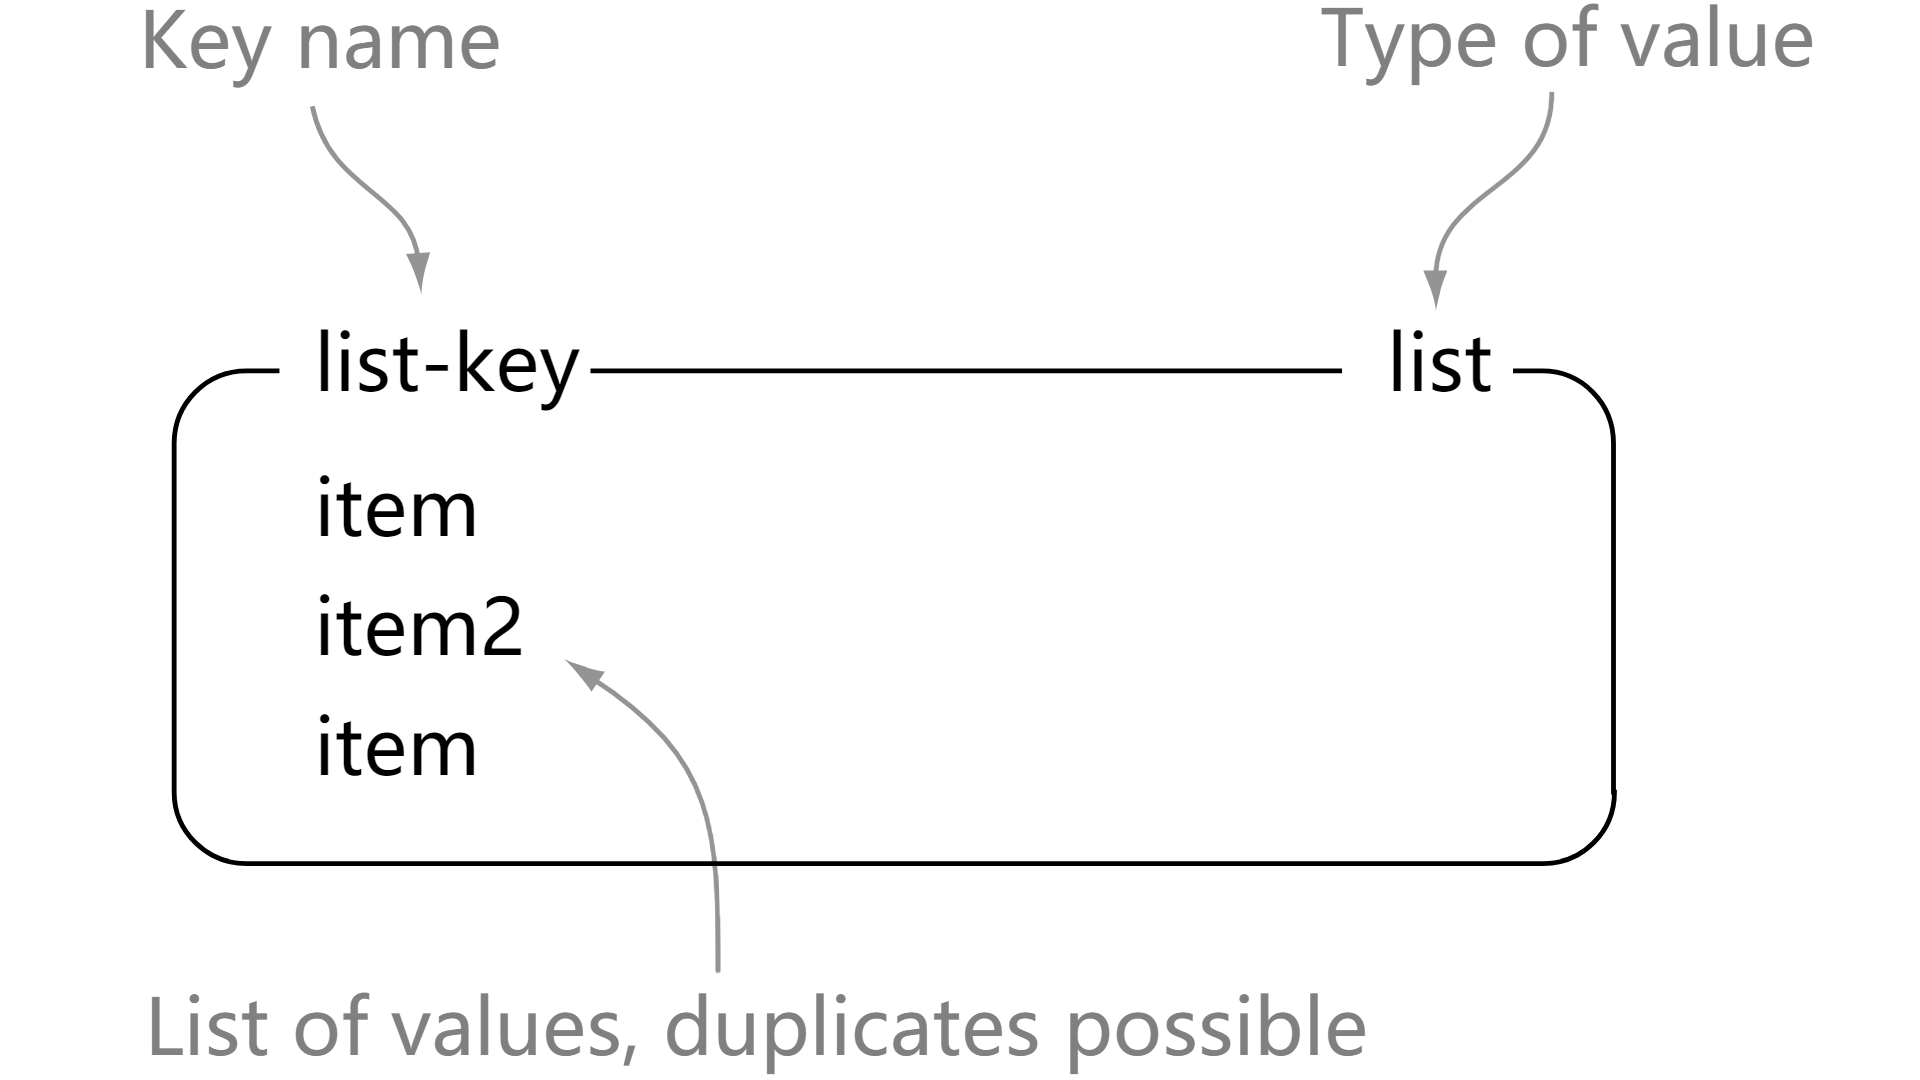 Key name
Type of value
list-key
list
item
item2
item
List of values, duplicates possible